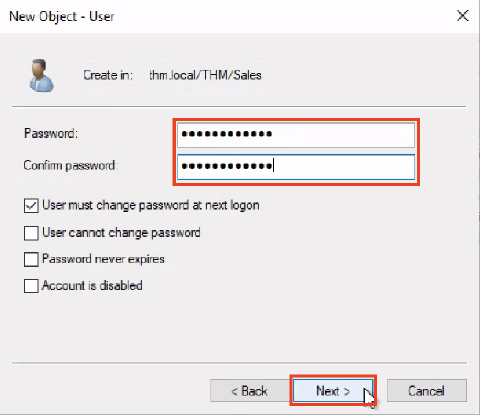 New Object - User
Create in: thm.local/THM/Sales
Password: ••••••••••••
Confirm password: ••••••••••••
User must change password at next logon
User cannot change password
Password never expires
Account is disabled
< Back Next > Cancel